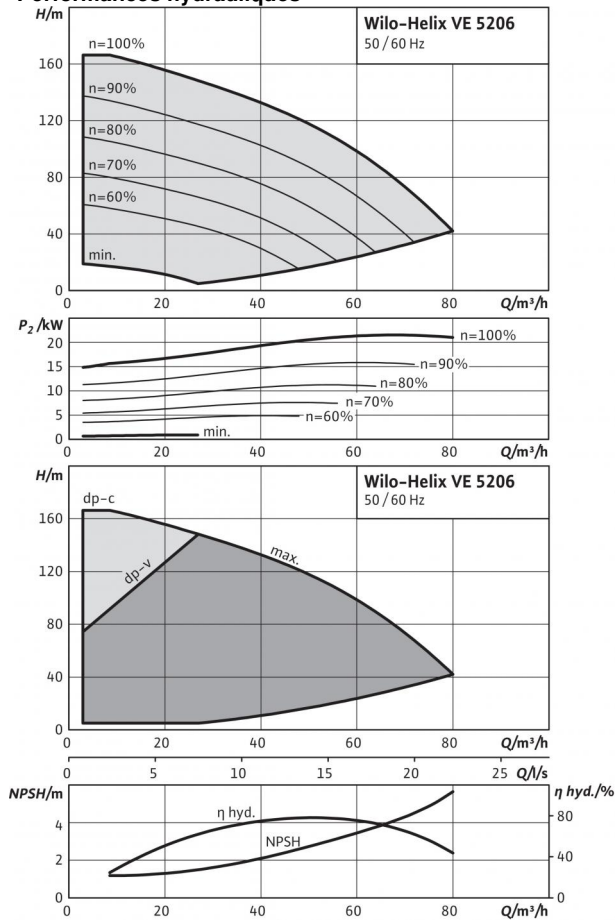 Performances hydrauliques
H/m
Wilo-Helix VE 5206
50 / 60 Hz
n=100%
160
n=90%
120
n=80%
80
n=70%
n=60%
40
min.
0
0 20 40 60 80 Q/m³/h
P₂ /kW
20
n=100%
15
n=90%
10
n=80%
n=70%
5
n=60%
min.
0
0 20 40 60 80 Q/m³/h
H/m
Wilo-Helix VE 5206
50 / 60 Hz
dp-c
160
max.
dp-v
120
80
40
0
0 20 40 60 80 Q/m³/h
0 5 10 15 20 25 Q/l/s
NPSH/m
η hyd./%
η hyd.
80
4
NPSH
2
40
0
0
0 20 40 60 80 Q/m³/h